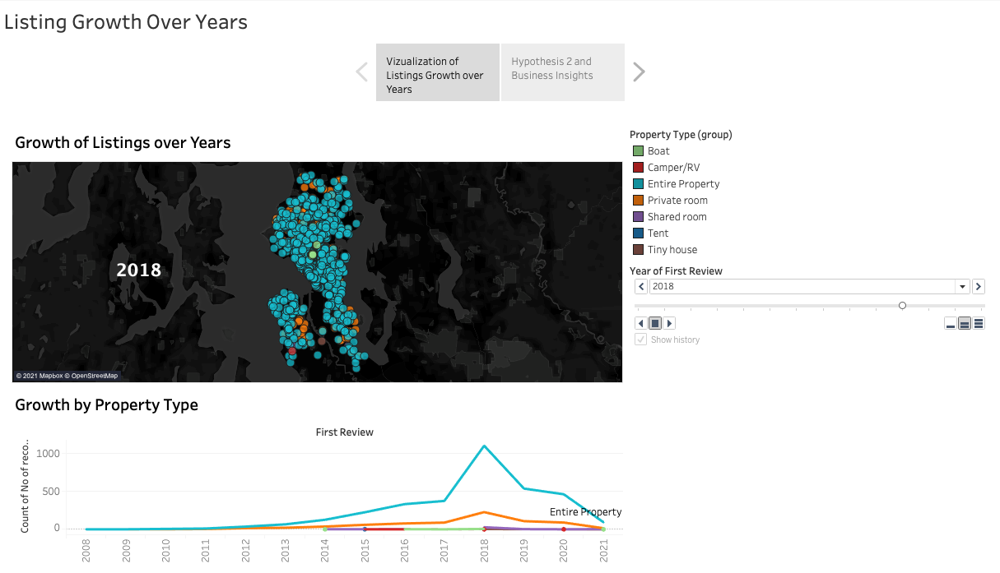 Listing Growth Over Years
Vizualization of
Listings Growth over
Years
Hypothesis 2 and
Business Insights
Growth of Listings over Years
2018
© 2021 Mapbox © OpenStreetMap
Property Type (group)
Boat
Camper/RV
Entire Property
Private room
Shared room
Tent
Tiny house
Year of First Review
2018
Show history
Growth by Property Type
First Review
Count of No of reco..
1000
500
0
Entire Property
2008
2009
2010
2011
2012
2013
2014
2015
2016
2017
2018
2019
2020
2021